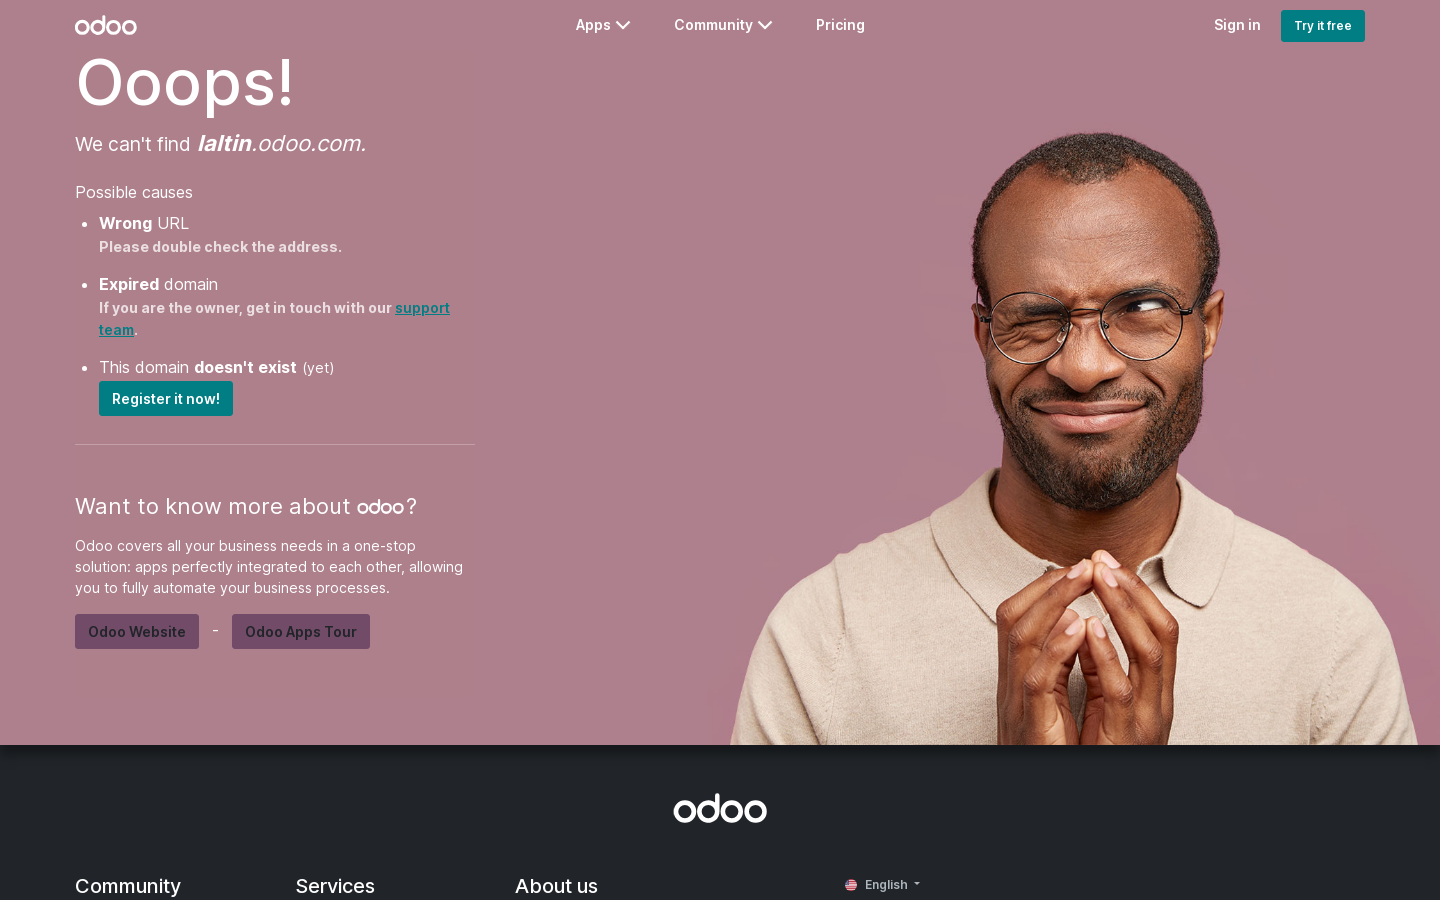 odoo
Apps
Community
Pricing
Sign in
Try it free
Ooops!
We can't find laltin.odoo.com.
Possible causes
Wrong URL
Please double check the address.
Expired domain
If you are the owner, get in touch with our support
team.
This domain doesn't exist (yet)
Register it now!
Want to know more about odoo?
Odoo covers all your business needs in a one-stop
solution: apps perfectly integrated to each other, allowing
you to fully automate your business processes.
Odoo Website - Odoo Apps Tour
odoo
Community
Services
About us
English